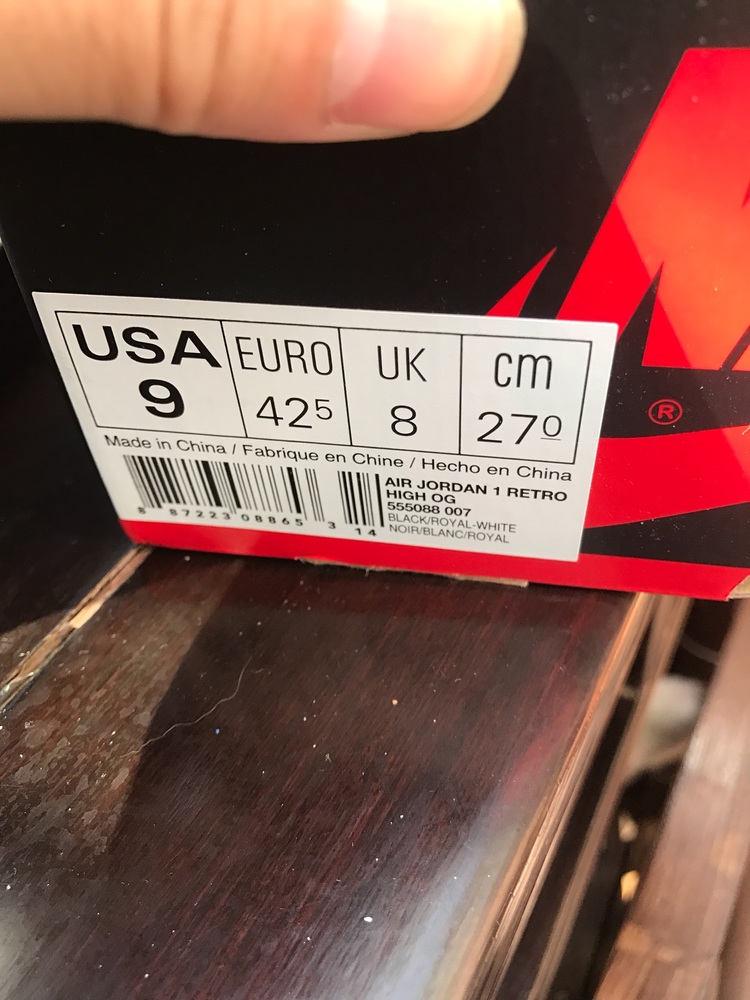 USA EURO UK cm
9 425 8 270
Made in China / Fabrique en Chine / Hecho en China
AIR JORDAN 1 RETRO
HIGH OG
555088 007
BLACK/ROYAL-WHITE
NOIR/BLANC/ROYAL
8 87223 08865 3 14
®